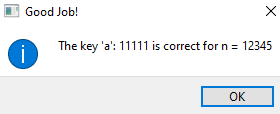 Good Job!
The key 'a': 11111 is correct for n = 12345
OK